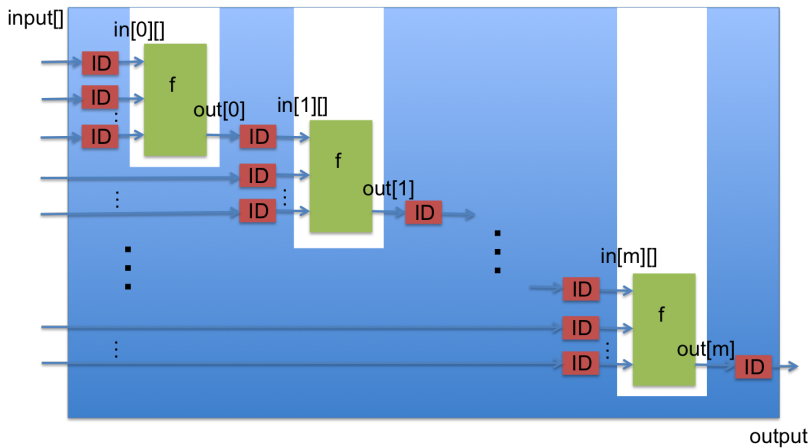 input[]
in[0][]
ID
f
ID
out[0]
in[1][]
ID
ID
f
ID
out[1]
ID
ID
ID
in[m][]
ID
f
ID
out[m]
ID
ID
output